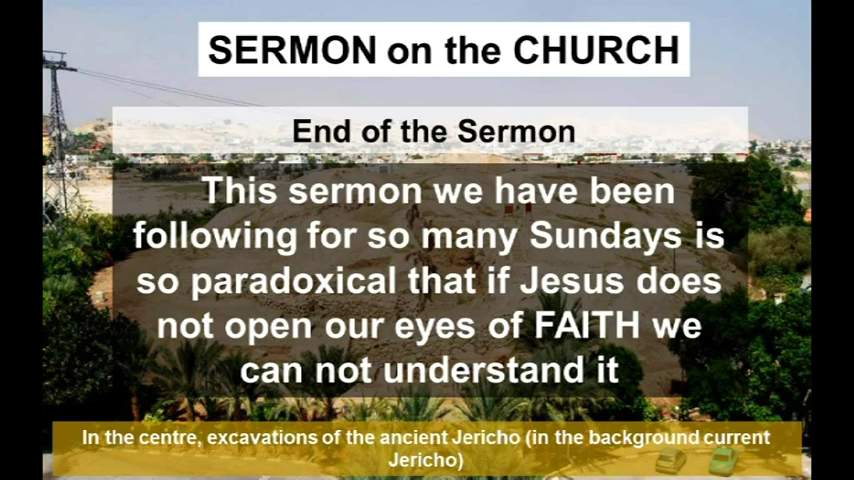 SERMON on the CHURCH
End of the Sermon
This sermon we have been
following for so many Sundays is
so paradoxical that if Jesus does
not open our eyes of FAITH we
can not understand it
In the centre, excavations of the ancient Jericho (in the background current
Jericho)